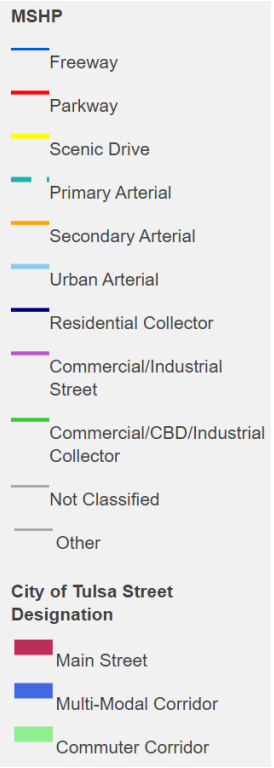 MSHP
Freeway
Parkway
Scenic Drive
Primary Arterial
Secondary Arterial
Urban Arterial
Residential Collector
Commercial/Industrial
Street
Commercial/CBD/Industrial
Collector
Not Classified
Other
City of Tulsa Street
Designation
Main Street
Multi-Modal Corridor
Commuter Corridor